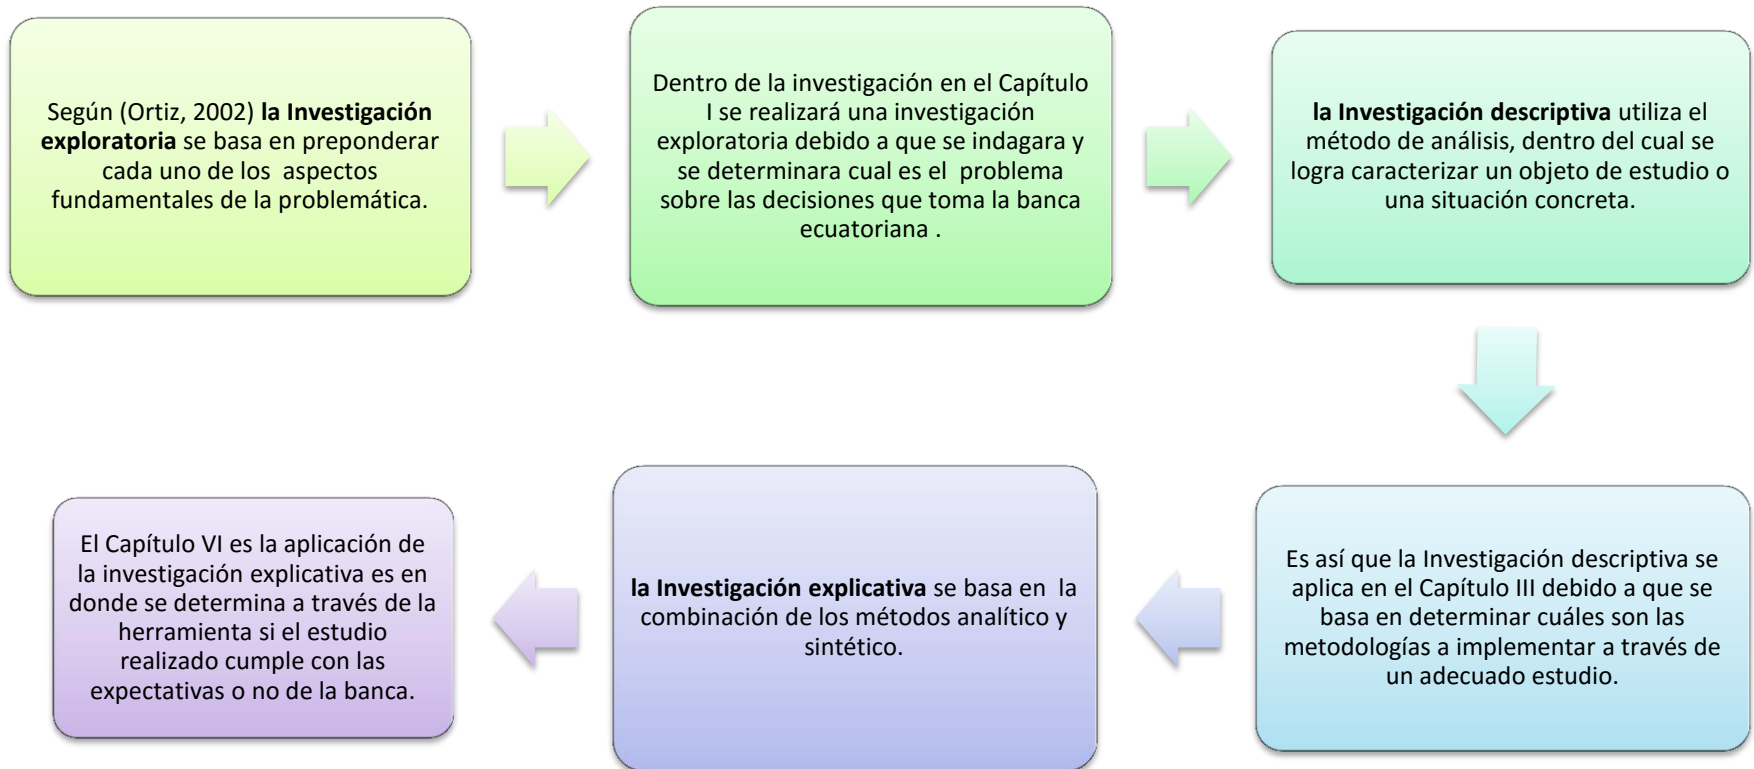 Según (Ortiz, 2002) la Investigación
exploratoria se basa en preponderar
cada uno de los aspectos
fundamentales de la problemática.
Dentro de la investigación en el Capítulo
I se realizará una investigación
exploratoria debido a que se indagara y
se determinara cual es el problema
sobre las decisiones que toma la banca
ecuatoriana .
la Investigación descriptiva utiliza el
método de análisis, dentro del cual se
logra caracterizar un objeto de estudio o
una situación concreta.
Es así que la Investigación descriptiva se
aplica en el Capítulo III debido a que se
basa en determinar cuáles son las
metodologías a implementar a través de
un adecuado estudio.
la Investigación explicativa se basa en la
combinación de los métodos analítico y
sintético.
El Capítulo VI es la aplicación de
la investigación explicativa es en
donde se determina a través de la
herramienta si el estudio
realizado cumple con las
expectativas o no de la banca.